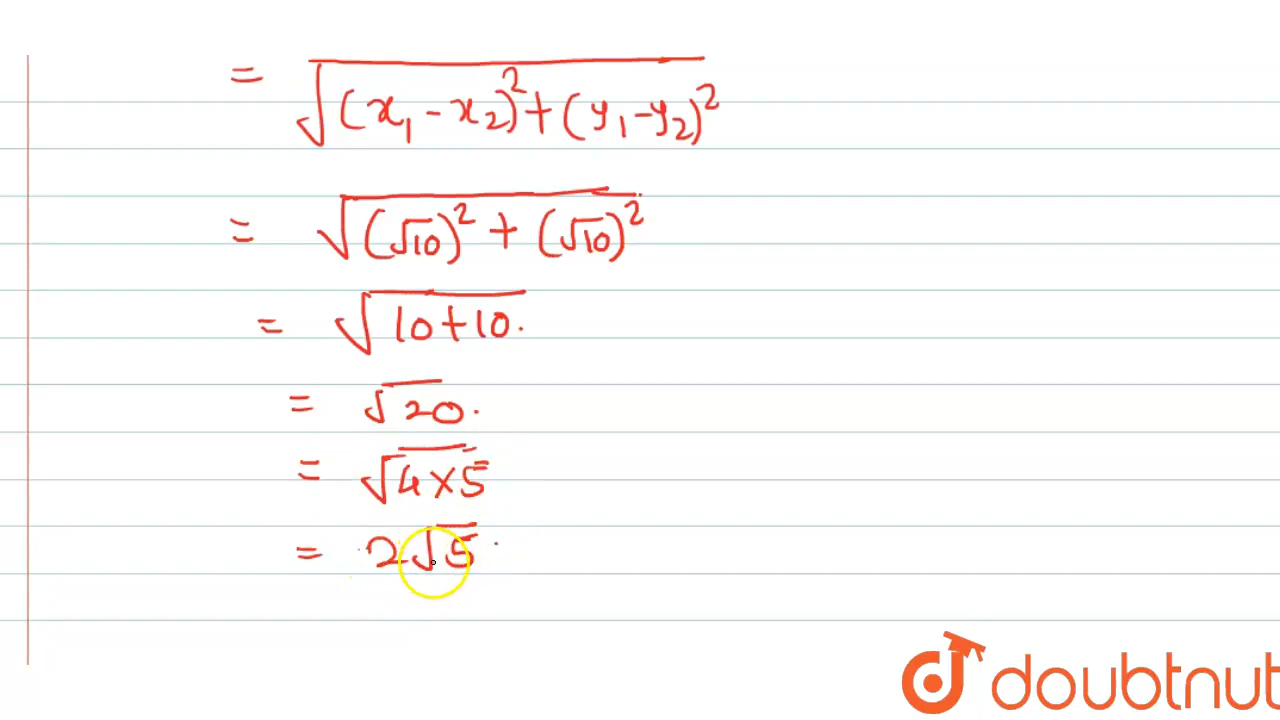 = √(x₁ - x₂)² + (y₁ - y₂)²
= √(√10)² + (√10)²
= √10 + 10.
= √20.
= √4 × 5
= 2√5.
doubtnut